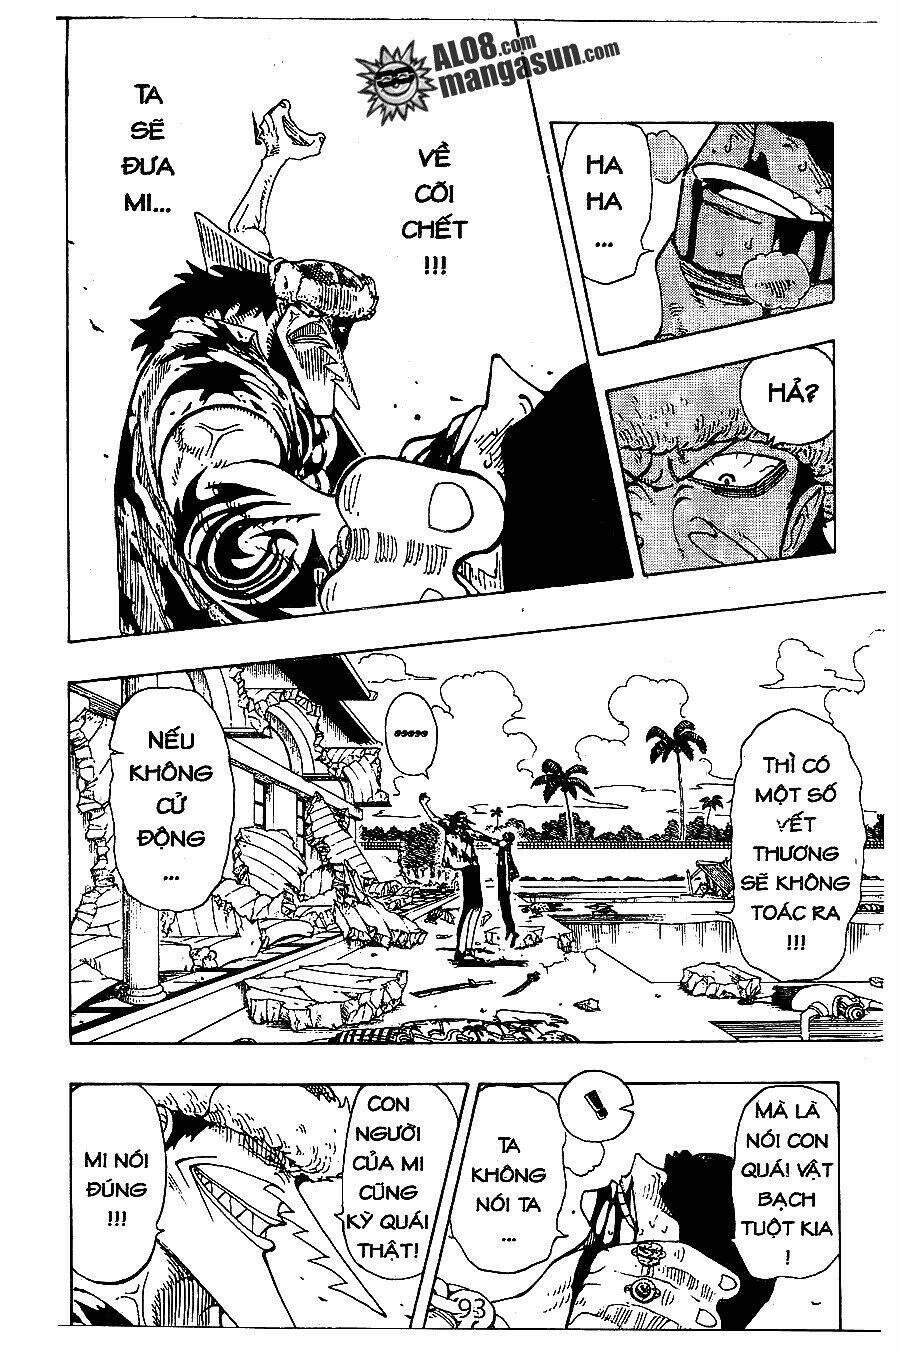 ALO8.com
mangasun.com
HA
HA
...
HẢ?
VỀ
CÕI
CHẾT
!!!
TA
SẼ
ĐƯA
MI...
THÌ CÓ
MỘT SỐ
VẾT
THƯƠNG
SẼ KHÔNG
TOÁC RA
!!!
......
NẾU
KHÔNG
CỬ
ĐỘNG
...
MÀ LÀ
NÓI CON
QUÁI VẬT
BẠCH
TUỘT KIA
!
!
TA
KHÔNG
NÓI TA
...
CON
NGƯỜI
CỦA MI
CŨNG
KỲ QUÁI
THẬT!
MI NÓI
ĐÚNG
!!!
93